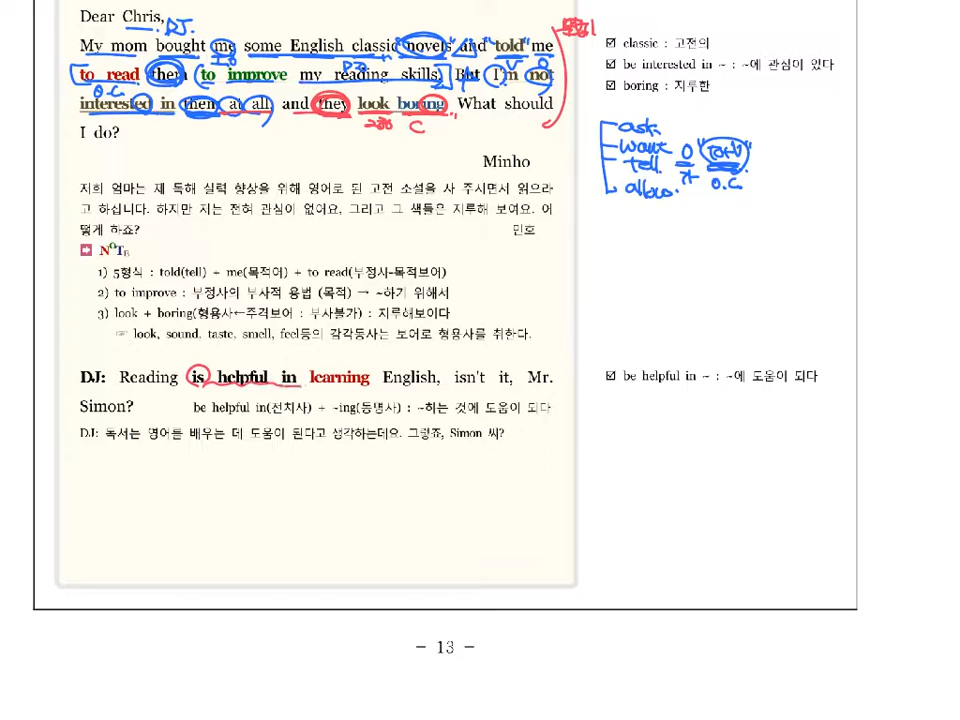 Dear Chris,
DJ.
My mom bought me some English classic novels and told me
I.O
D.O
V
O
to read them to improve my reading skills. But I'm not
O.C
interested in them at all, and they look boring. What should
C
I do?
Minho
저희 엄마는 제 독해 실력 향상을 위해 영어로 된 고전 소설을 사 주시면서 읽으라
고 하십니다. 하지만 저는 전혀 관심이 없어요, 그리고 그 책들은 지루해 보여요. 어
떻게 하죠?
민호
NOTE
1) 5형식 : told(tell) + me(목적어) + to read(부정사-목적보어)
2) to improve : 부정사의 부사적 용법 (목적) → ~하기 위해서
3) look + boring(형용사←주격보어 : 부사불가) : 지루해보이다
☞ look, sound, taste, smell, feel등의 감각동사는 보어로 형용사를 취한다.
DJ: Reading is helpful in learning English, isn't it, Mr.
Simon?
be helpful in(전치사) + ~ing(동명사) : ~하는 것에 도움이 되다
DJ: 독서는 영어를 배우는 데 도움이 된다고 생각하는데요. 그렇죠, Simon 씨?
☑ classic : 고전의
☑ be interested in ~ : ~에 관심이 있다
☑ boring : 지루한
ask
want
tell
allow
O
to+V
O.C
☑ be helpful in ~ : ~에 도움이 되다
- 13 -